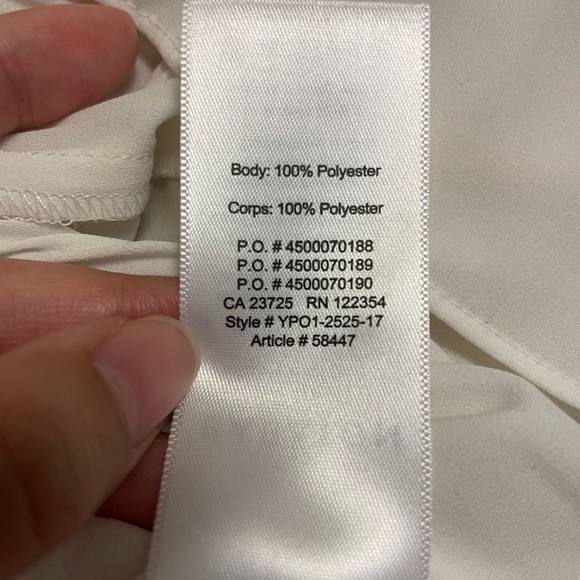 Body: 100% Polyester
Corps: 100% Polyester
P.O. # 4500070188
P.O. # 4500070189
P.O. # 4500070190
CA 23725 RN 122354
Style # YPO1-2525-17
Article # 58447